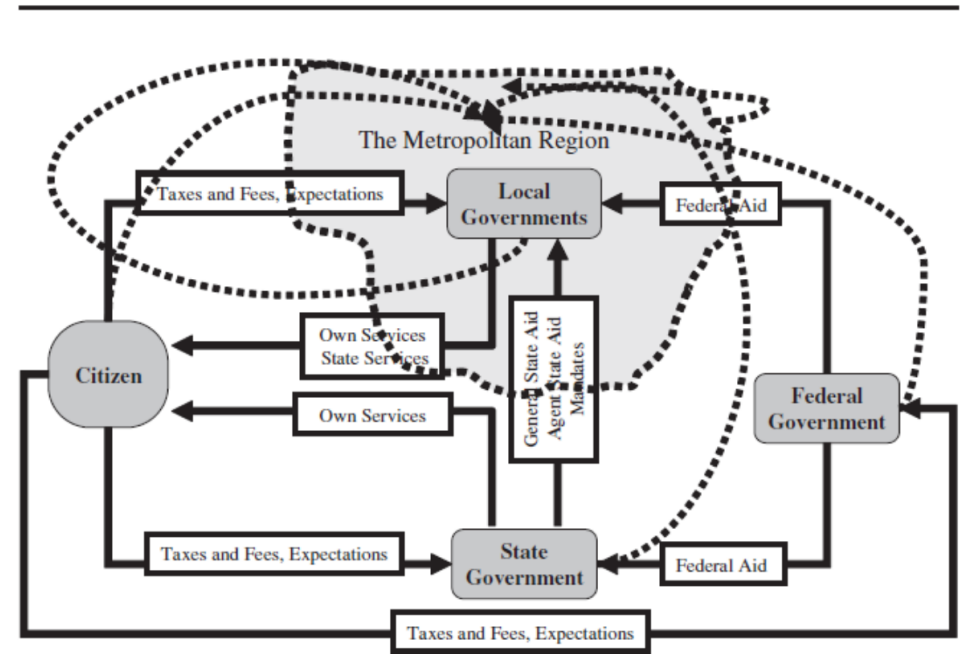 The Metropolitan Region
Taxes and Fees, Expectations
Local
Governments
Federal Aid
Own Services
State Services
General State Aid
Agent State Aid
Mandates
Citizen
Own Services
Federal
Government
Taxes and Fees, Expectations
State
Government
Federal Aid
Taxes and Fees, Expectations